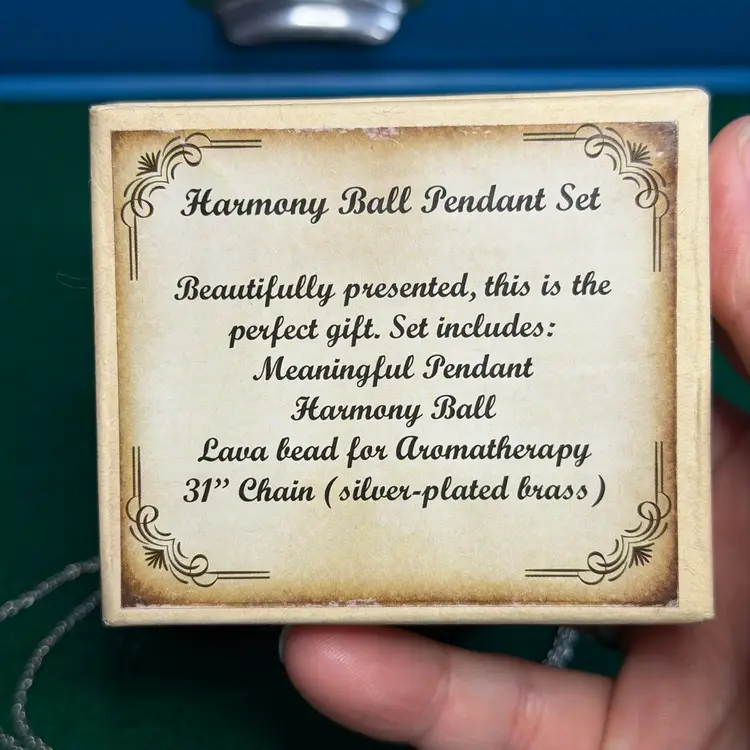 Harmony Ball Pendant Set
Beautifully presented, this is the
perfect gift. Set includes:
Meaningful Pendant
Harmony Ball
Lava bead for Aromatherapy
31” Chain (silver-plated brass)